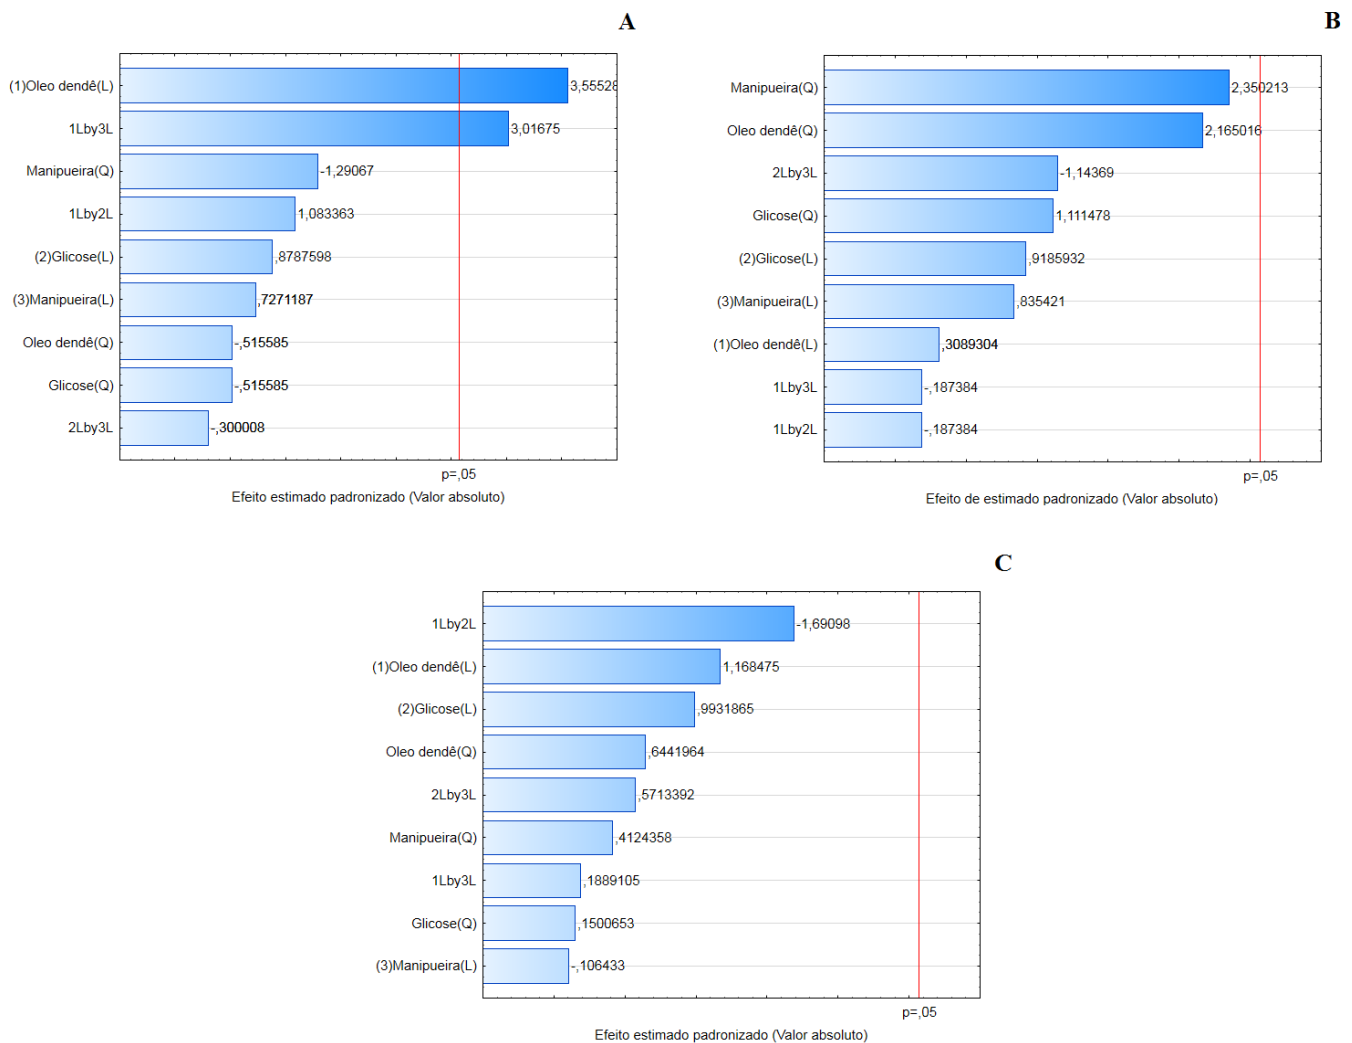 A
(1)Oleo dendê(L) 3,55528
1Lby3L 3,01675
Manipueira(Q) -1,29067
1Lby2L 1,083363
(2)Glicose(L) ,8787598
(3)Manipueira(L) ,7271187
Oleo dendê(Q) -,515585
Glicose(Q) -,515585
2Lby3L -,300008
p=,05
Efeito estimado padronizado (Valor absoluto)
B
Manipueira(Q) 2,350213
Oleo dendê(Q) 2,165016
2Lby3L -1,14369
Glicose(Q) 1,111478
(2)Glicose(L) ,9185932
(3)Manipueira(L) ,835421
(1)Oleo dendê(L) ,3089304
1Lby3L -,187384
1Lby2L -,187384
p=,05
Efeito de estimado padronizado (Valor absoluto)
C
1Lby2L -1,69098
(1)Oleo dendê(L) 1,168475
(2)Glicose(L) ,9931865
Oleo dendê(Q) ,6441964
2Lby3L ,5713392
Manipueira(Q) ,4124358
1Lby3L ,1889105
Glicose(Q) ,1500653
(3)Manipueira(L) -,106433
p=,05
Efeito estimado padronizado (Valor absoluto)